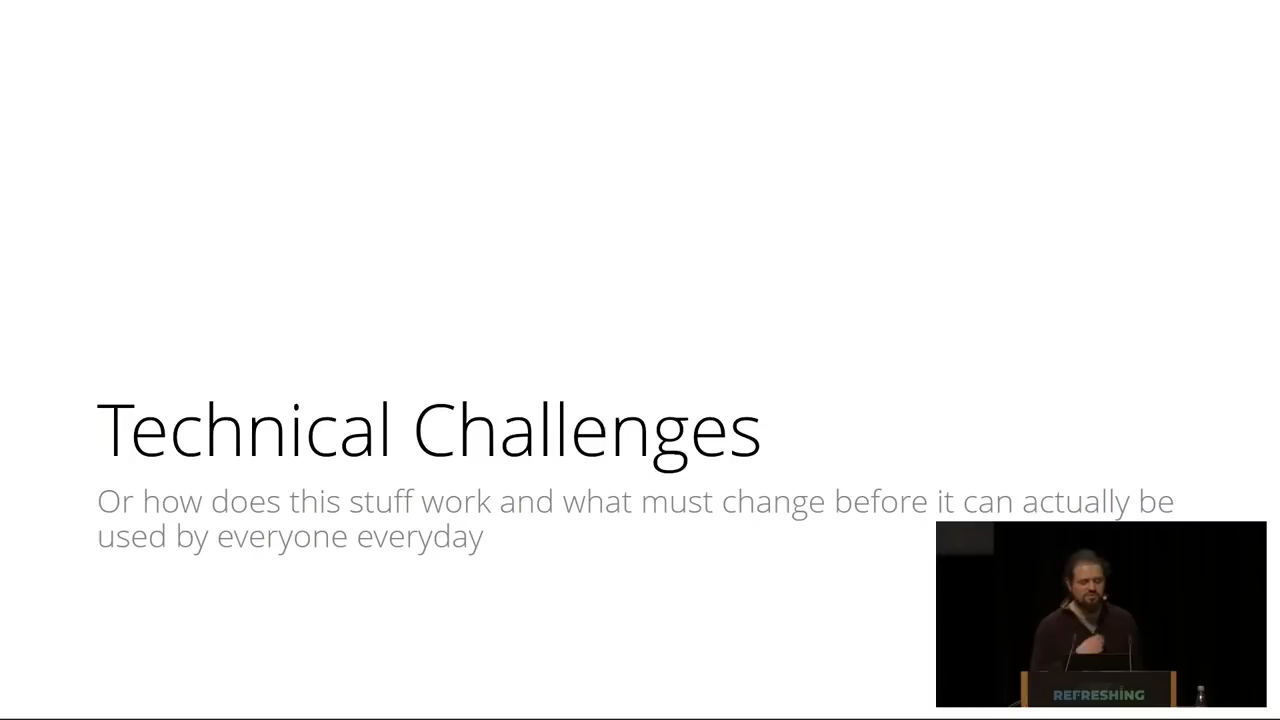 Technical Challenges
Or how does this stuff work and what must change before it can actually be
used by everyone everyday
REFRESHING